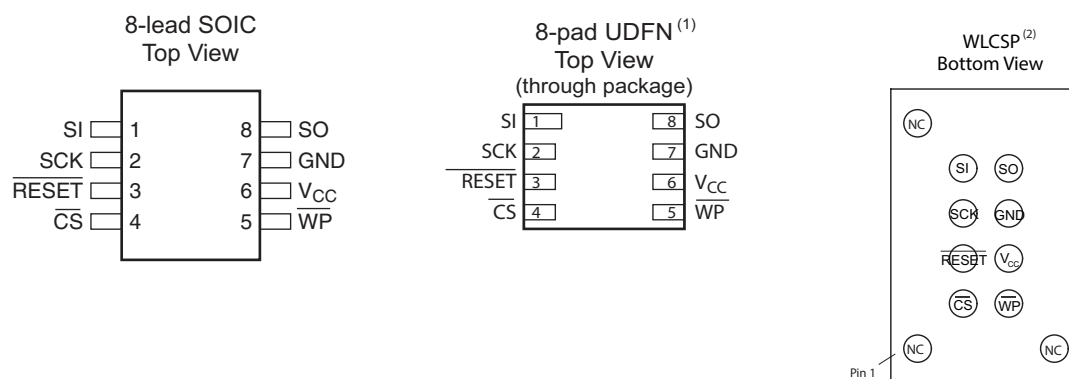 8-lead SOIC
Top View
SI 1 8 SO
SCK 2 7 GND
RESET 3 6 VCC
CS 4 5 WP
8-pad UDFN (1)
Top View
(through package)
SI 1 8 SO
SCK 2 7 GND
RESET 3 6 VCC
CS 4 5 WP
WLCSP (2)
Bottom View
NC
SI SO
SCK GND
RESET VCC
CS WP
NC NC
Pin 1